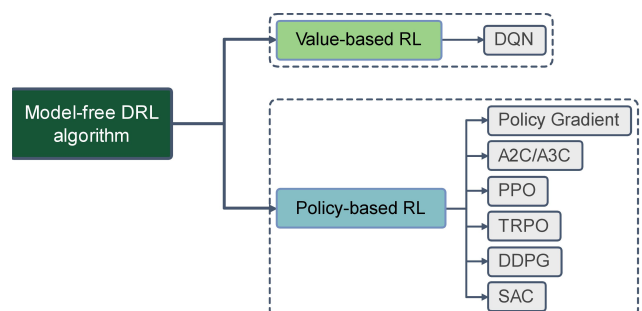 Model-free DRL
algorithm
Value-based RL
DQN
Policy-based RL
Policy Gradient
A2C/A3C
PPO
TRPO
DDPG
SAC